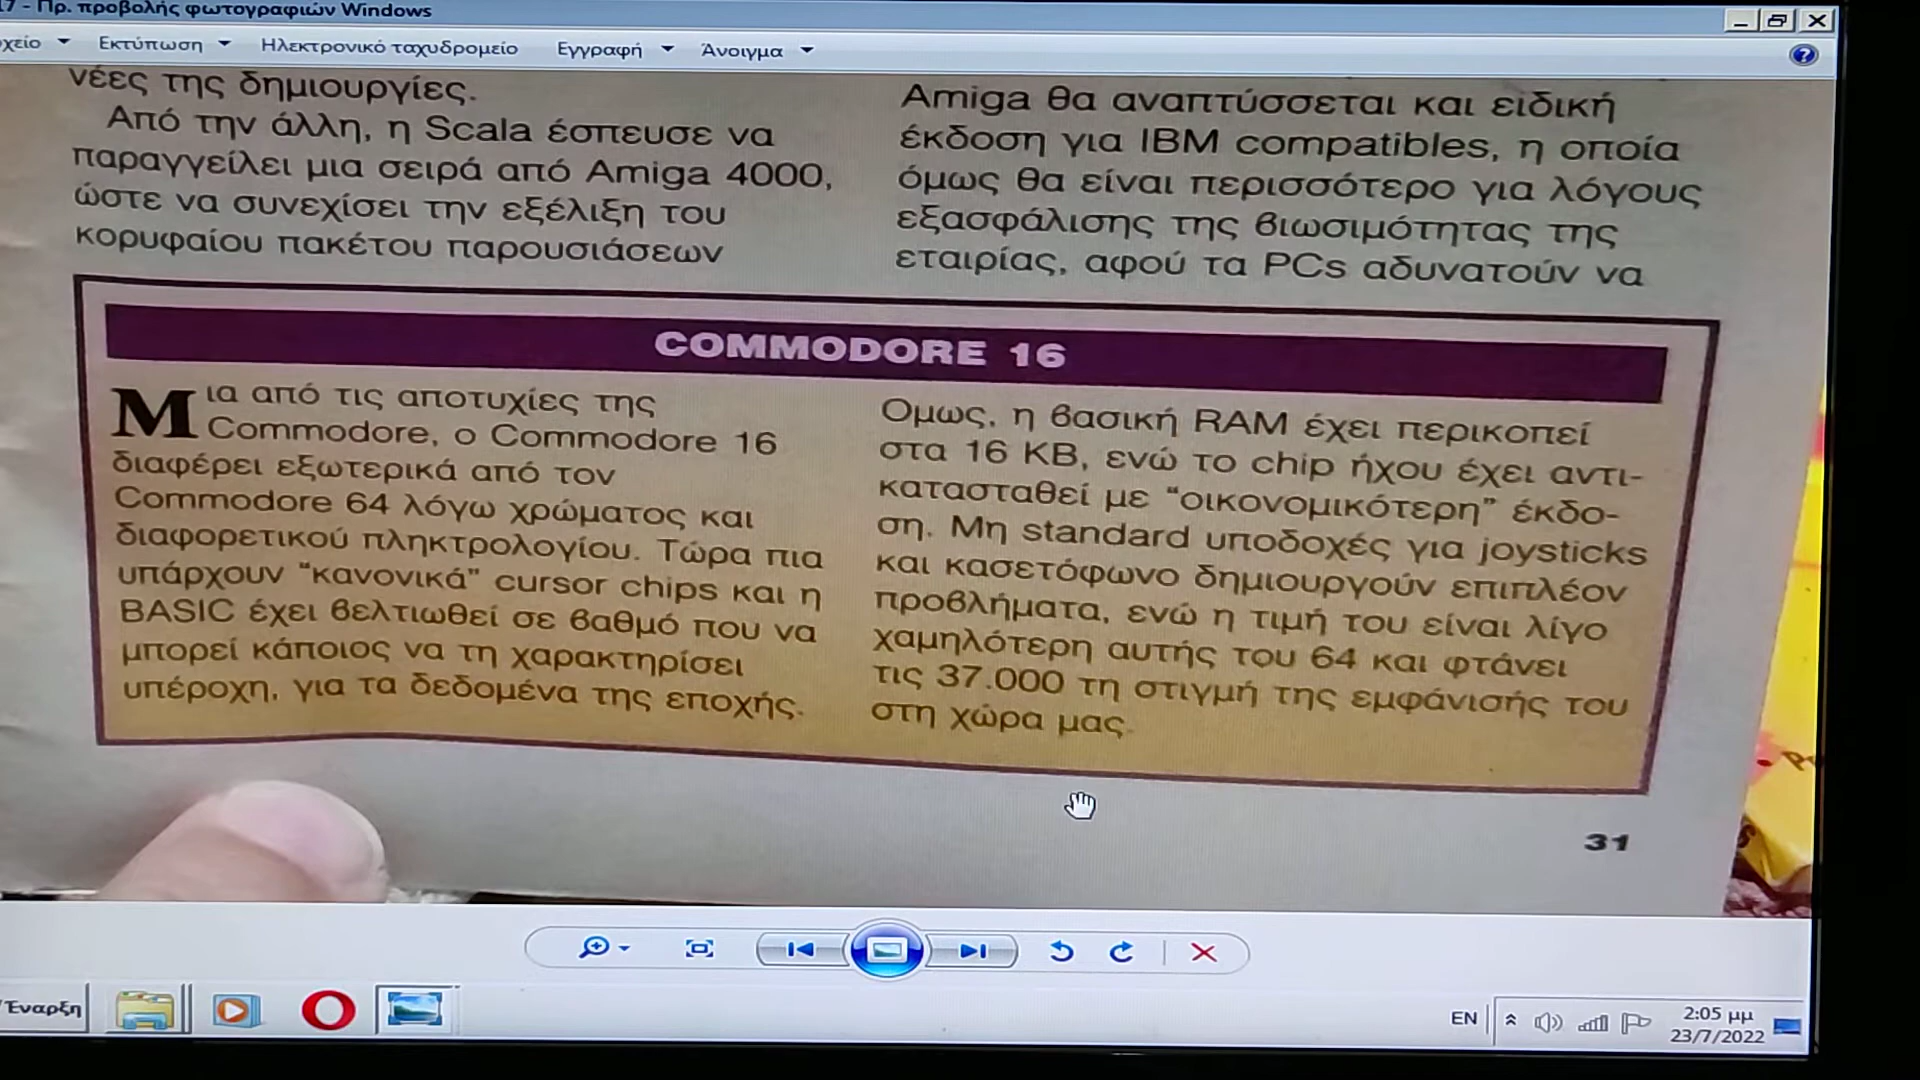 17 - Πρ. προβολής φωτογραφιών Windows
χείο Εκτύπωση Ηλεκτρονικό ταχυδρομείο Εγγραφή Άνοιγμα
νέες της δημιουργίες.
Από την άλλη, η Scala έσπευσε να
παραγγείλει μια σειρά από Amiga 4000,
ώστε να συνεχίσει την εξέλιξη του
κορυφαίου πακέτου παρουσιάσεων
Amiga θα αναπτύσσεται και ειδική
έκδοση για IBM compatibles, η οποία
όμως θα είναι περισσότερο για λόγους
εξασφάλισης της βιωσιμότητας της
εταιρίας, αφού τα PCs αδυνατούν να
COMMODORE 16
Μια από τις αποτυχίες της
Commodore, ο Commodore 16
διαφέρει εξωτερικά από τον
Commodore 64 λόγω χρώματος και
διαφορετικού πληκτρολογίου. Τώρα πια
υπάρχουν “κανονικά” cursor chips και η
BASIC έχει βελτιωθεί σε βαθμό που να
μπορεί κάποιος να τη χαρακτηρίσει
υπέροχη, για τα δεδομένα της εποχής.
Ομως, η βασική RAM έχει περικοπεί
στα 16 KB, ενώ το chip ήχου έχει αντι-
κατασταθεί με “οικονομικότερη” έκδο-
ση. Μη standard υποδοχές για joysticks
και κασετόφωνο δημιουργούν επιπλέον
προβλήματα, ενώ η τιμή του είναι λίγο
χαμηλότερη αυτής του 64 και φτάνει
τις 37.000 τη στιγμή της εμφάνισής του
στη χώρα μας.
31
Έναρξη
EN
2:05 μμ
23/7/2022